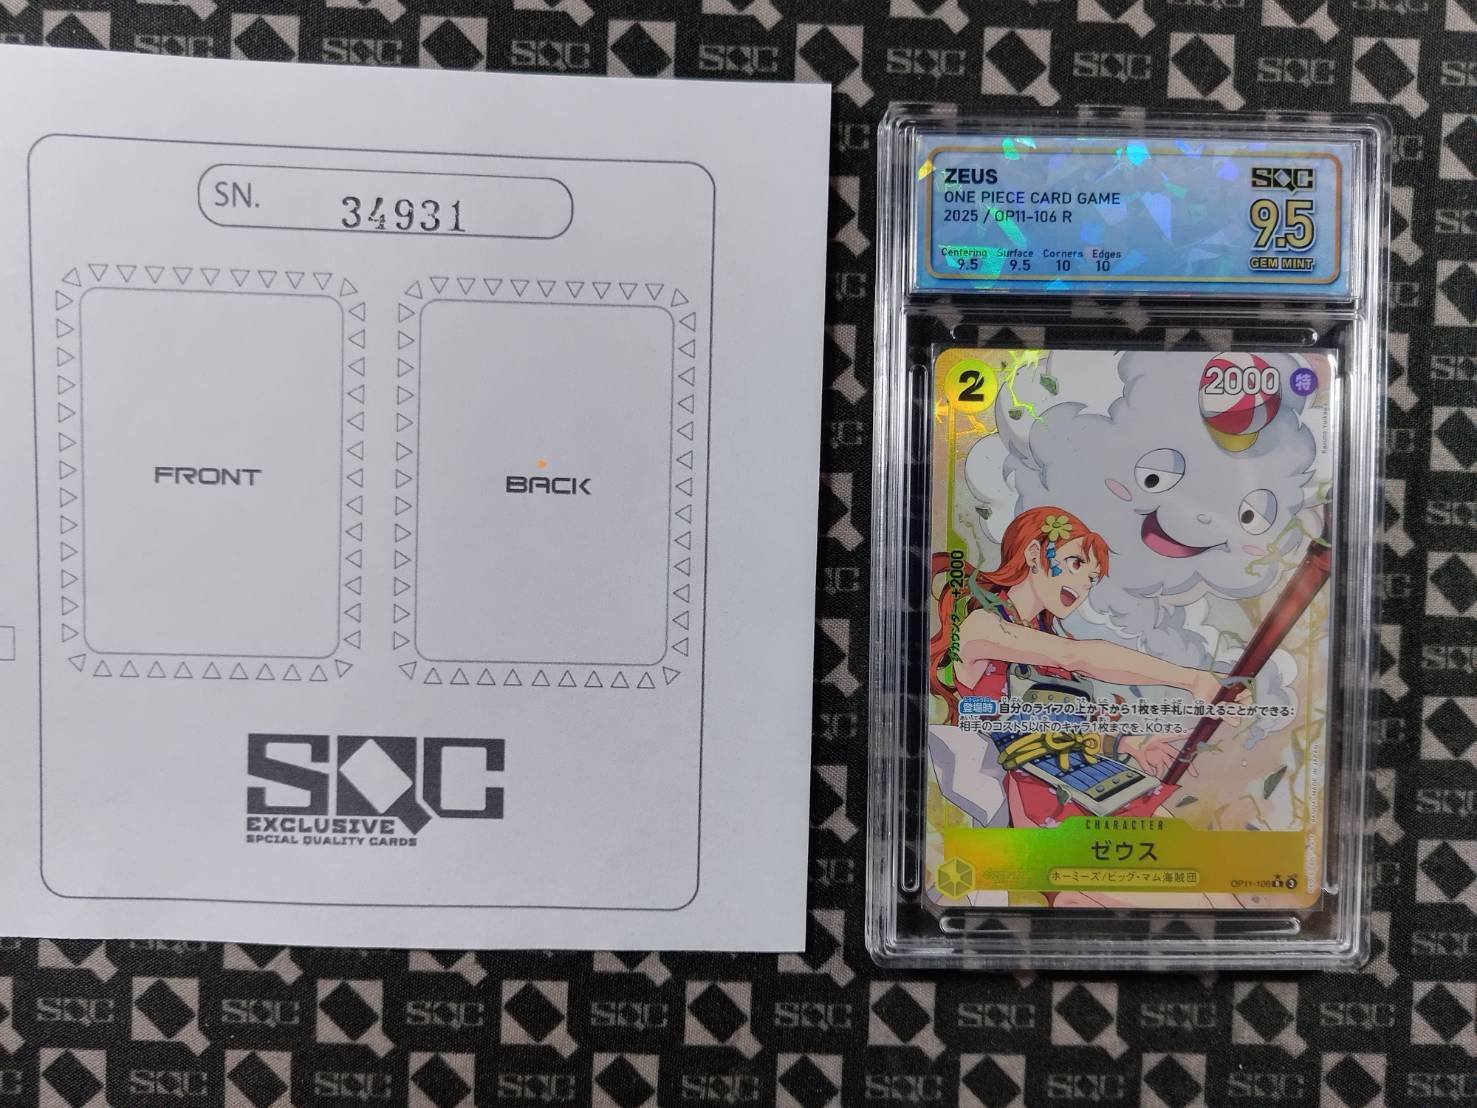 SN. 34931
FRONT
BACK
SQC
EXCLUSIVE
SPCIAL QUALITY CARDS
ZEUS
ONE PIECE CARD GAME
2025 / OP11-106 R
Centering Surface Corners Edges
9.5 9.5 10 10
SQC
9.5
GEM MINT
2
2000
特
カウンター +2000
登場時 自分のライフの上か下から1枚を手札に加えることができる:
相手のコスト5以下のキャラ1枚までを、KOする。
CHARACTER
ゼウス
ホーミーズ/ビッグ・マム海賊団
OP11-106 R 3